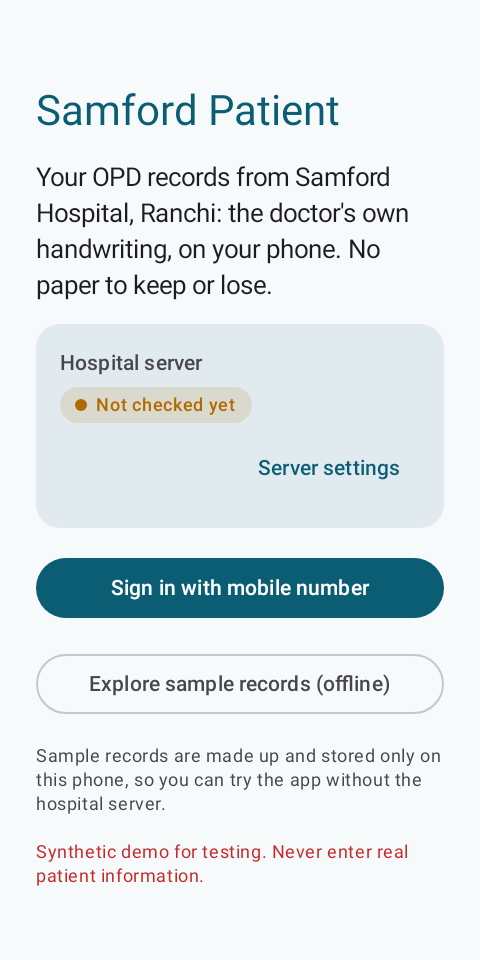 Samford Patient
Your OPD records from Samford
Hospital, Ranchi: the doctor's own
handwriting, on your phone. No
paper to keep or lose.
Hospital server
Not checked yet
Server settings
Sign in with mobile number
Explore sample records (offline)
Sample records are made up and stored only on
this phone, so you can try the app without the
hospital server.
Synthetic demo for testing. Never enter real
patient information.